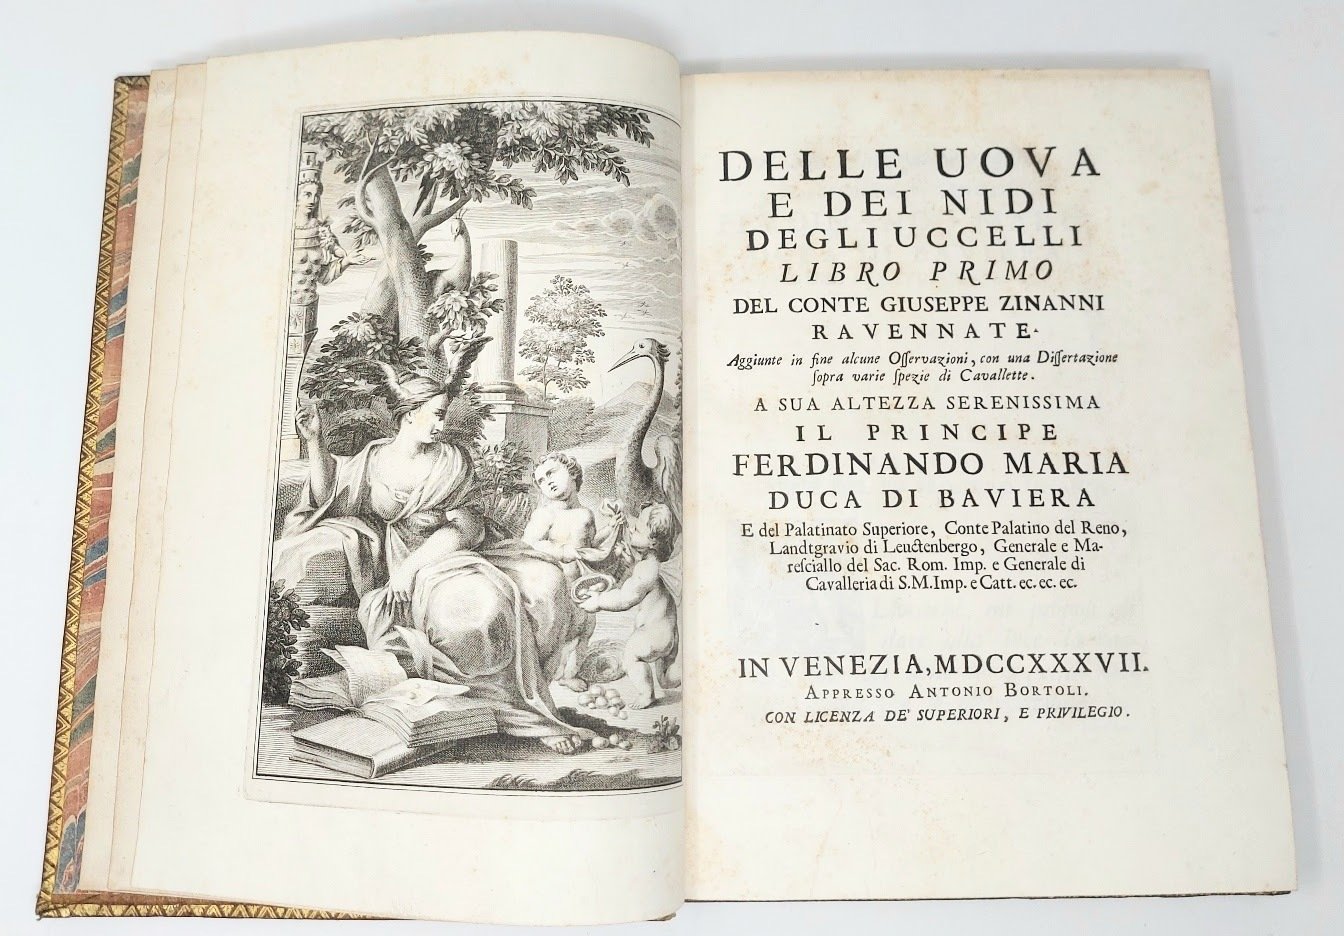 DELLE UOVA
E DEI NIDI
DEGLI UCCELLI
LIBRO PRIMO
DEL CONTE GIUSEPPE ZINANNI
RAVENNATE.
Aggiunte in fine alcune Oſſervazioni, con una Diſſertazione
ſopra varie ſpezie di Cavallette.
A SUA ALTEZZA SERENISSIMA
IL PRINCIPE
FERDINANDO MARIA
DUCA DI BAVIERA
E del Palatinato Superiore, Conte Palatino del Reno,
Landtgravio di Leuctenbergo, Generale e Ma-
reſciallo del Sac. Rom. Imp. e Generale di
Cavalleria di S.M.Imp. e Catt. ec. ec. ec.
IN VENEZIA, MDCCXXXVII.
APPRESSO ANTONIO BORTOLI.
CON LICENZA DE' SUPERIORI, E PRIVILEGIO.